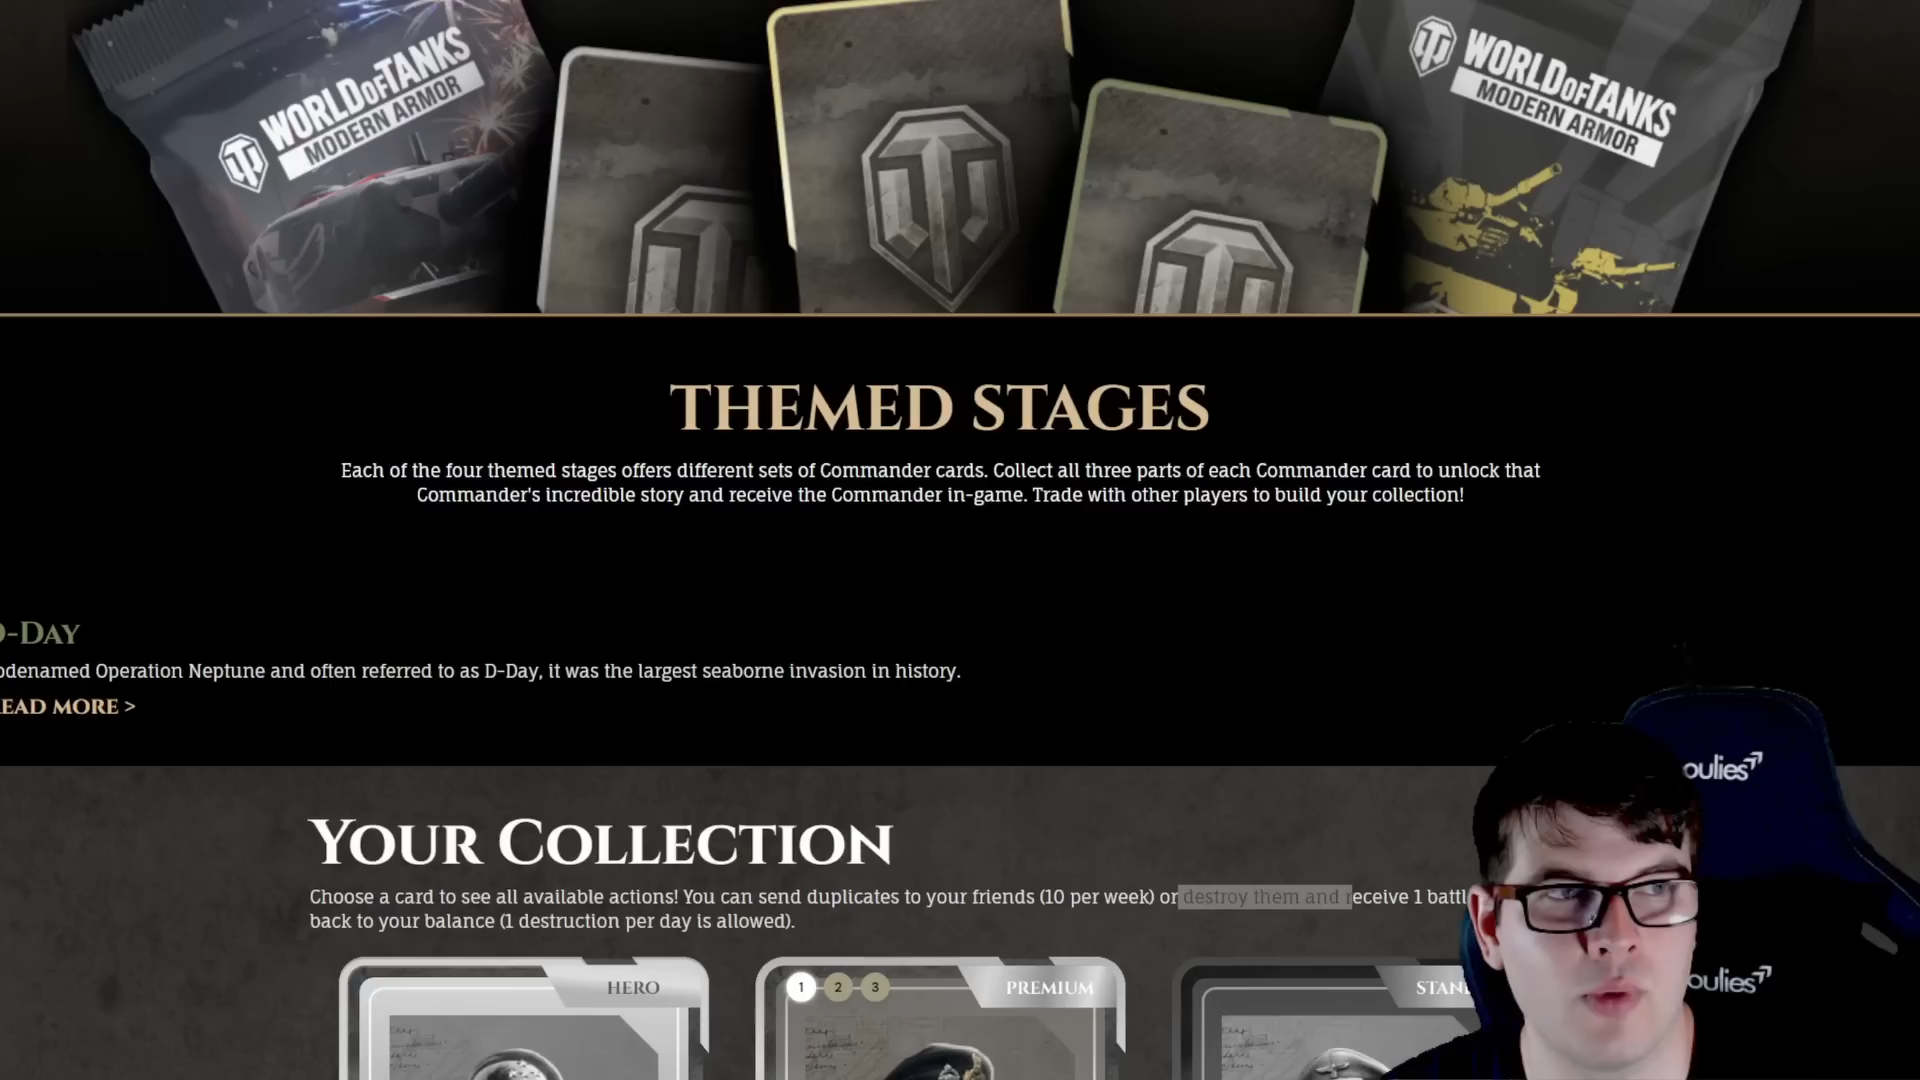 WORLD OF TANKS
MODERN ARMOR
WORLD OF TANKS
MODERN ARMOR
THEMED STAGES
Each of the four themed stages offers different sets of Commander cards. Collect all three parts of each Commander card to unlock that
Commander's incredible story and receive the Commander in-game. Trade with other players to build your collection!
D-DAY
odenamed Operation Neptune and often referred to as D-Day, it was the largest seaborne invasion in history.
EAD MORE >
oulies
YOUR COLLECTION
Choose a card to see all available actions! You can send duplicates to your friends (10 per week) or destroy them and receive 1 battl
back to your balance (1 destruction per day is allowed).
HERO
1 2 3
PREMIUM
STAN
oulies